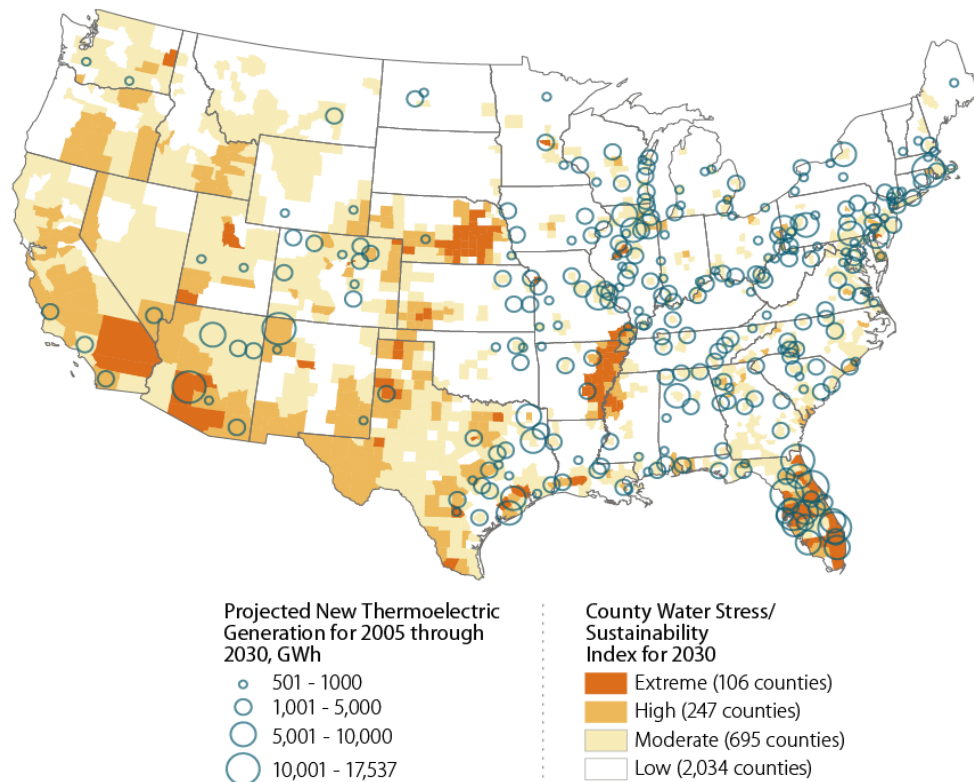 Projected New Thermoelectric
Generation for 2005 through
2030, GWh
501 - 1000
1,001 - 5,000
5,001 - 10,000
10,001 - 17,537
County Water Stress/
Sustainability
Index for 2030
Extreme (106 counties)
High (247 counties)
Moderate (695 counties)
Low (2,034 counties)